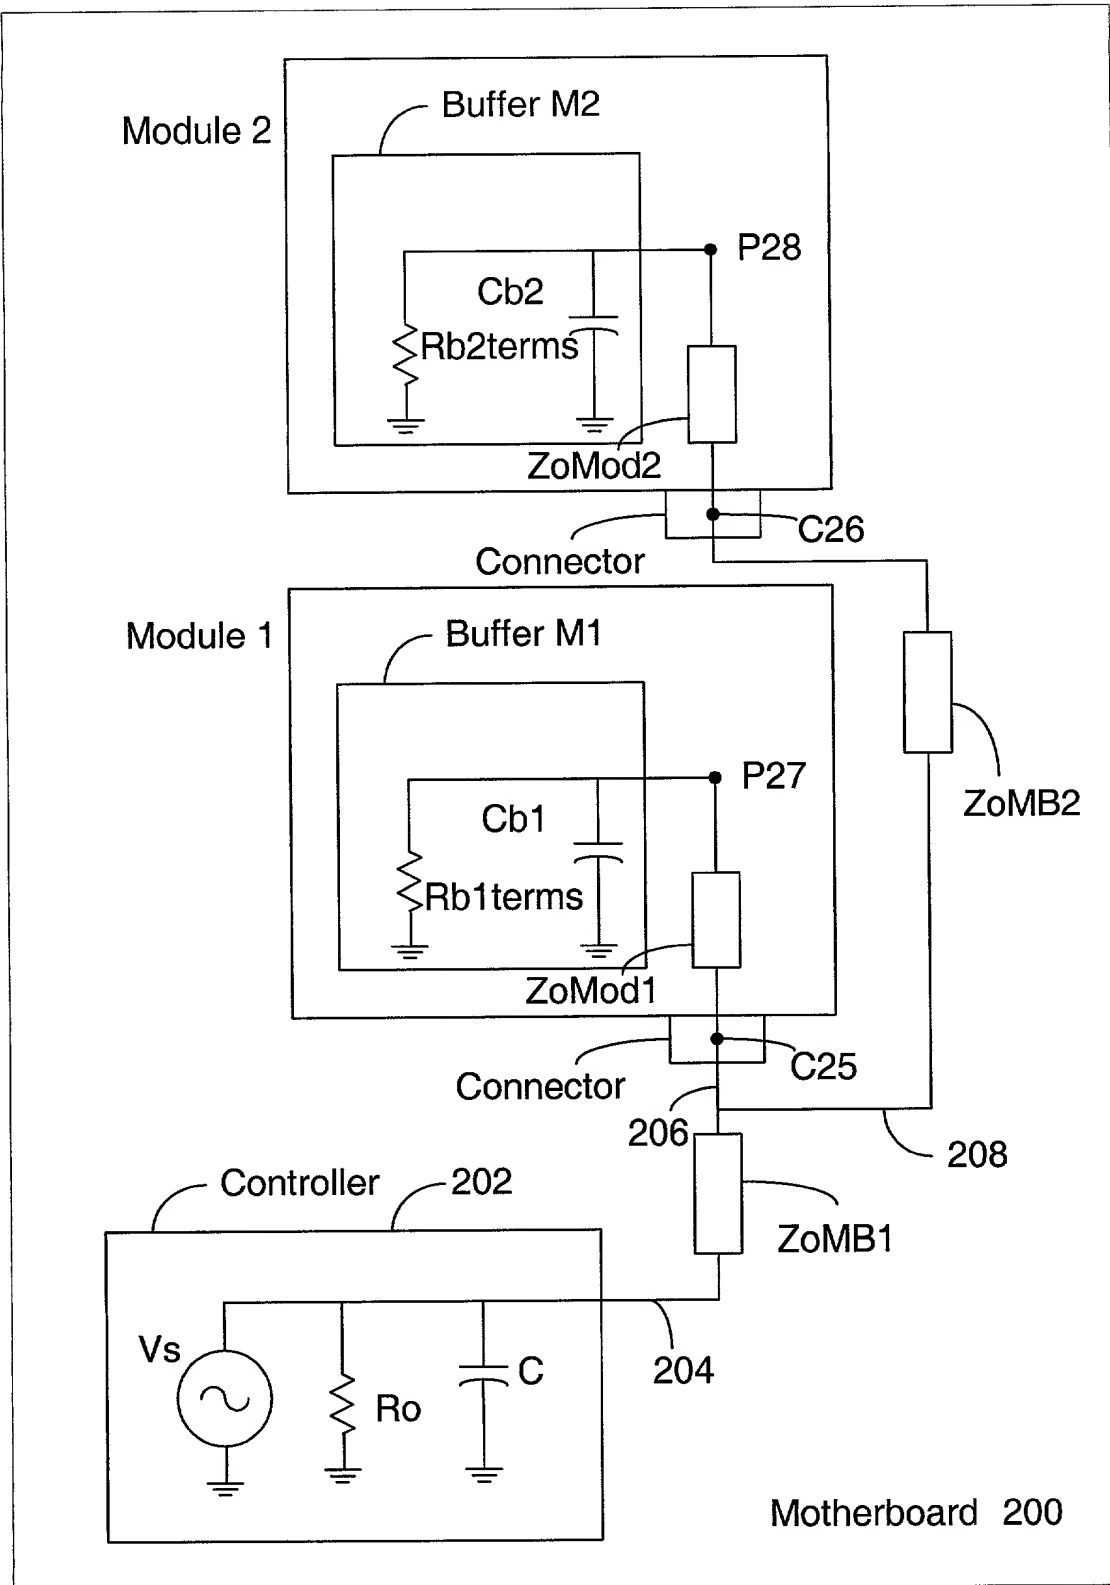 Buffer M2
Module 2
P28
Cb2
Rb2terms
ZoMod2
C26
Connector
Buffer M1
Module 1
P27
ZoMB2
Cb1
Rb1terms
ZoMod1
C25
Connector
206
208
Controller
202
ZoMB1
Vs
C
204
Ro
Motherboard 200